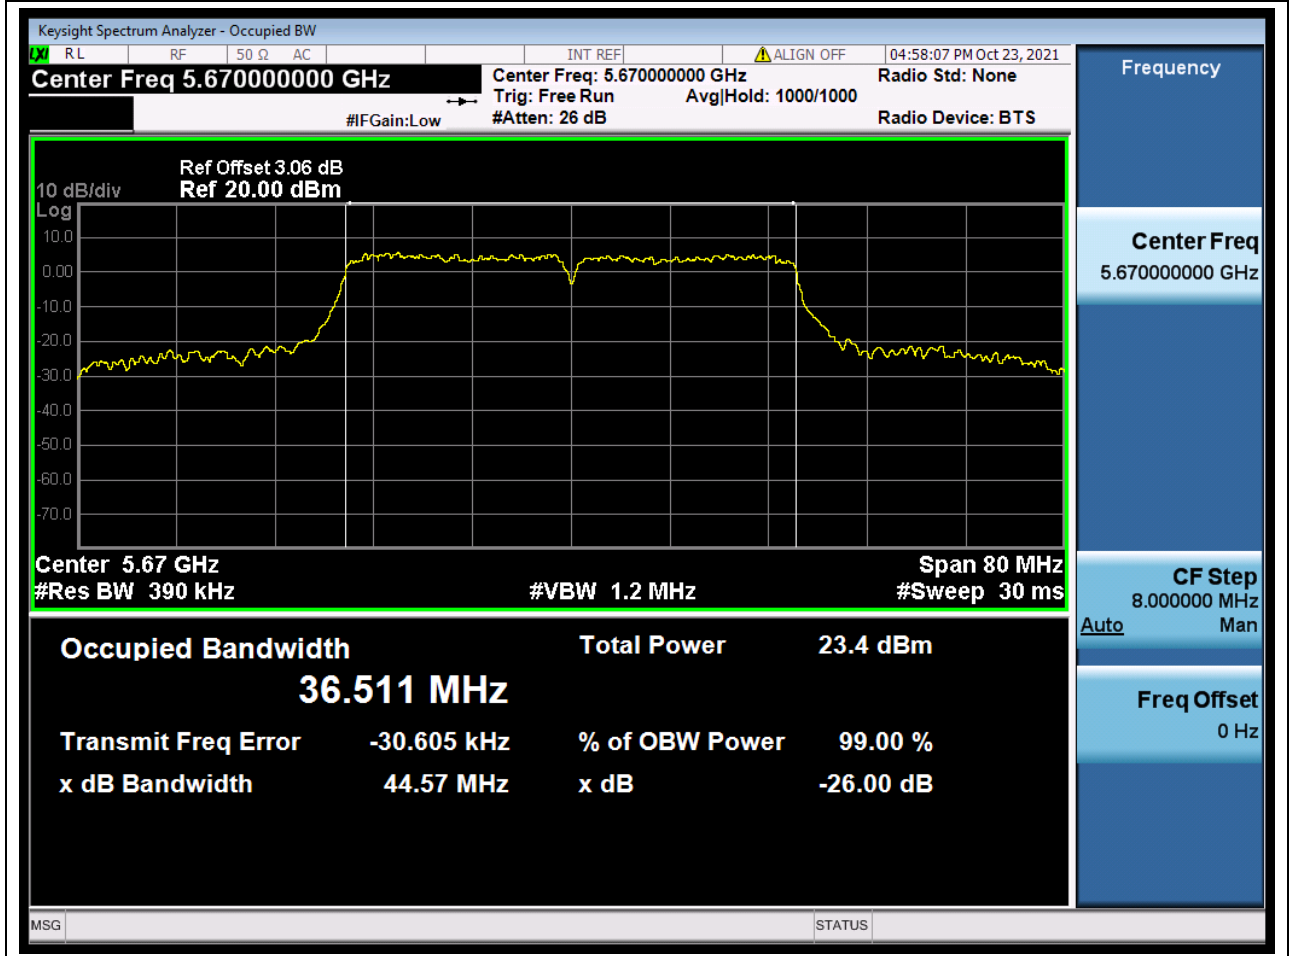 Keysight Spectrum Analyzer - Occupied BW
LXI RL RF 50 Ω AC INT REF ALIGN OFF 04:58:07 PM Oct 23, 2021
Center Freq 5.670000000 GHz
Center Freq: 5.670000000 GHz
Radio Std: None
Trig: Free Run Avg|Hold: 1000/1000
#IFGain:Low
#Atten: 26 dB
Radio Device: BTS
Ref Offset 3.06 dB
10 dB/div Ref 20.00 dBm
Log
10.0
0.00
-10.0
-20.0
-30.0
-40.0
-50.0
-60.0
-70.0
Center 5.67 GHz Span 80 MHz
#Res BW 390 kHz #VBW 1.2 MHz #Sweep 30 ms
Occupied Bandwidth Total Power 23.4 dBm
36.511 MHz
Transmit Freq Error -30.605 kHz % of OBW Power 99.00 %
x dB Bandwidth 44.57 MHz x dB -26.00 dB
MSG STATUS
Frequency
Center Freq
5.670000000 GHz
CF Step
8.000000 MHz
Auto Man
Freq Offset
0 Hz